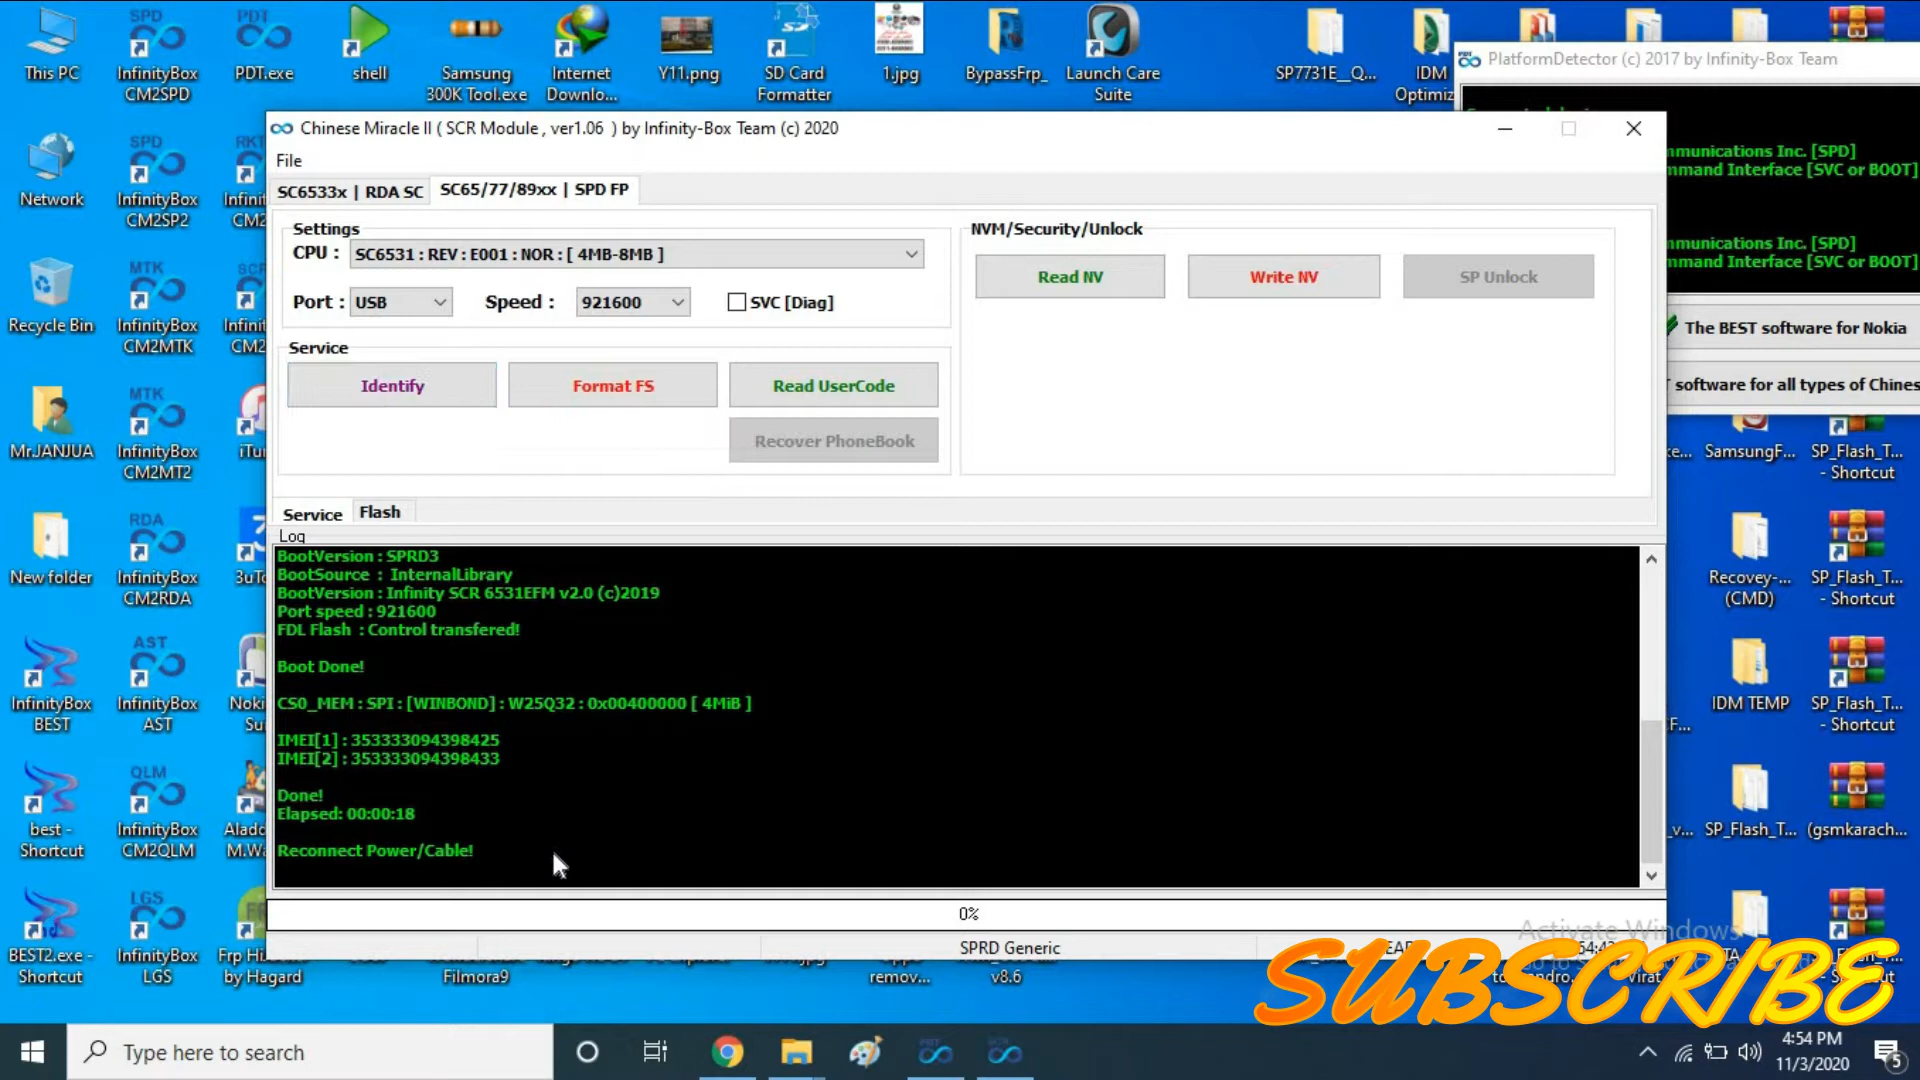 This PC
InfinityBox CM2SPD
PDT.exe
shell
Samsung 300K Tool.exe
Internet Downlo...
Y11.png
SD Card Formatter
1.jpg
BypassFrp_
Launch Care Suite
SP7731E__Q...
IDM Optimiz
PlatformDetector (c) 2017 by Infinity-Box Team
mmunications Inc. [SPD]
mmand Interface [SVC or BOOT]
mmunications Inc. [SPD]
mmand Interface [SVC or BOOT]
The BEST software for Nokia
software for all types of Chines
Chinese Miracle II ( SCR Module , ver1.06 ) by Infinity-Box Team (c) 2020
File
SC6533x | RDA SC
SC65/77/89xx | SPD FP
Settings
CPU :
SC6531 : REV : E001 : NOR : [ 4MB-8MB ]
Port :
USB
Speed :
921600
SVC [Diag]
Service
Identify
Format FS
Read UserCode
Recover PhoneBook
NVM/Security/Unlock
Read NV
Write NV
SP Unlock
Service
Flash
Log
BootVersion : SPRD3
BootSource : InternalLibrary
BootVersion : Infinity SCR 6531EFM v2.0 (c)2019
Port speed : 921600
FDL Flash : Control transfered!
Boot Done!
CS0_MEM : SPI : [WINBOND] : W25Q32 : 0x00400000 [ 4MiB ]
IMEI[1] : 353333094398425
IMEI[2] : 353333094398433
Done!
Elapsed: 00:00:18
Reconnect Power/Cable!
0%
SPRD Generic
Network
InfinityBox CM2SP2
Recycle Bin
InfinityBox CM2MTK
Mr.JANJUA
InfinityBox CM2MT2
New folder
InfinityBox CM2RDA
InfinityBox BEST
InfinityBox AST
best - Shortcut
InfinityBox CM2QLM
BEST2.exe - Shortcut
InfinityBox LGS
Frp Hi
by Hagard
Filmora9
remov...
v8.6
SamsungF...
SP_Flash_T... - Shortcut
Recovey-... (CMD)
SP_Flash_T... - Shortcut
IDM TEMP
SP_Flash_T... - Shortcut
SP_Flash_T...
(gsmkarach...
Activate Windows
SUBSCRIBE
Type here to search
4:54 PM
11/3/2020
5